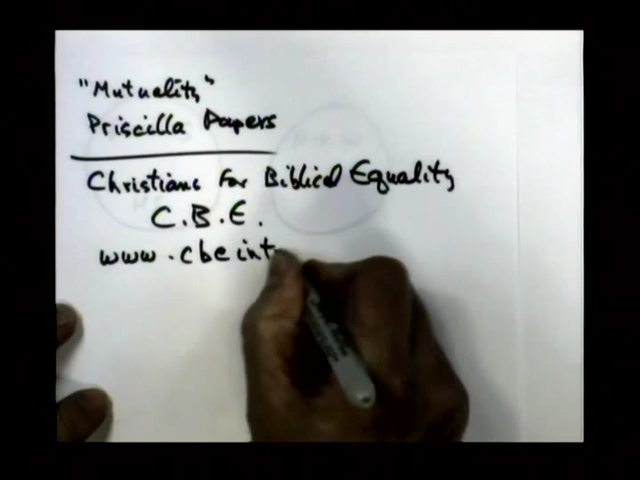 "Mutuality"
Priscilla Papers
Christians For Biblical Equality
C.B.E.
www.cbeint